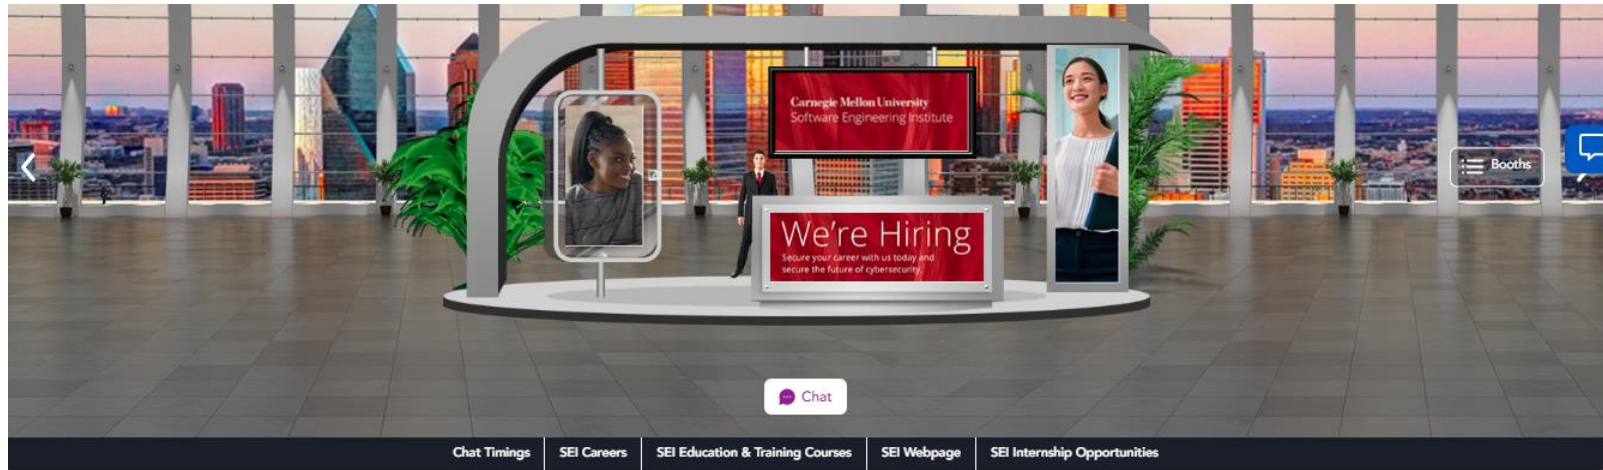 Carnegie Mellon University
Software Engineering Institute
Booths
We're Hiring
Secure your career with us today and
secure the future of cybersecurity.
Chat
Chat Timings
SEI Careers
SEI Education & Training Courses
SEI Webpage
SEI Internship Opportunities